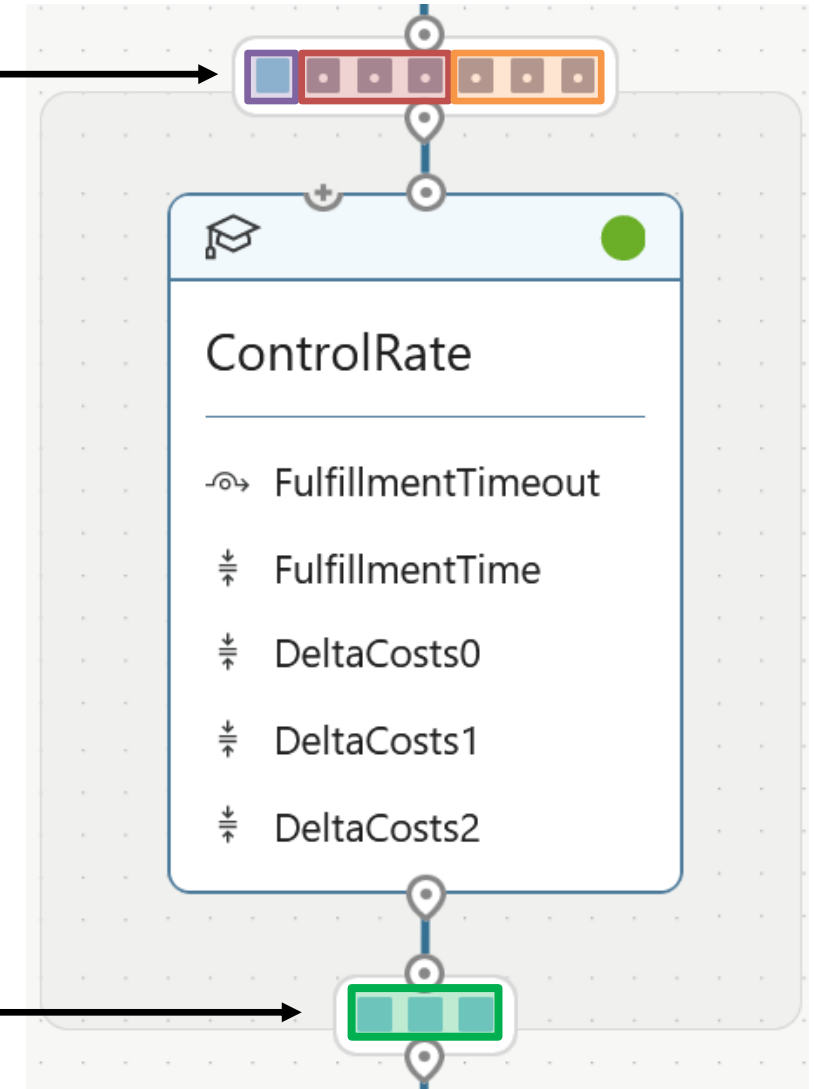 ControlRate
FulfillmentTimeout
FulfillmentTime
DeltaCosts0
DeltaCosts1
DeltaCosts2